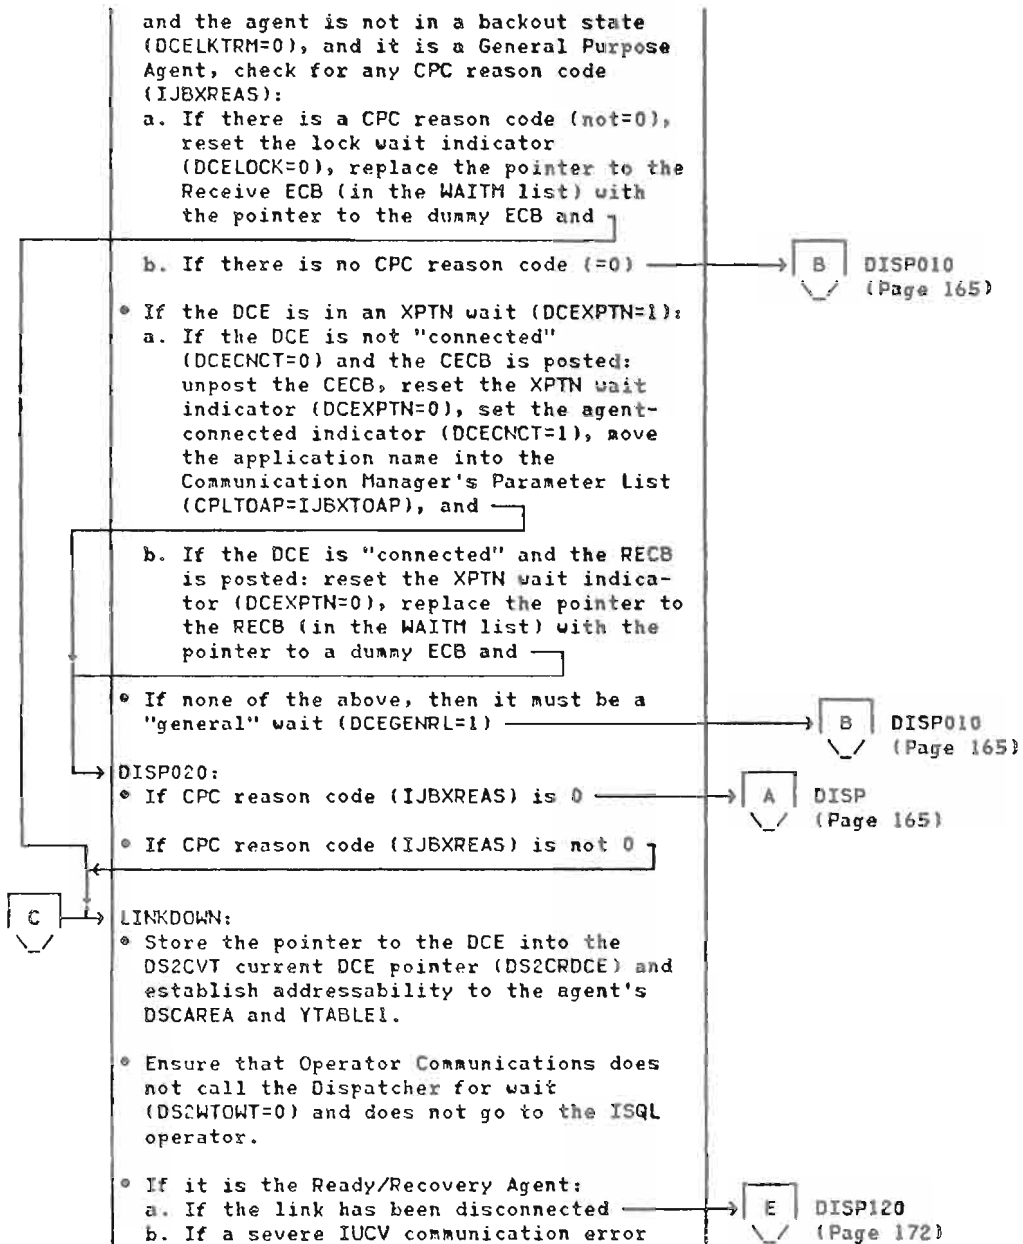 and the agent is not in a backout state
(DCELKTRM=0), and it is a General Purpose
Agent, check for any CPC reason code
(IJBXREAS):
a. If there is a CPC reason code (not=0),
reset the lock wait indicator
(DCELOCK=0), replace the pointer to the
Receive ECB (in the WAITM list) with
the pointer to the dummy ECB and
b. If there is no CPC reason code (=0)
B
DISP010
(Page 165)
• If the DCE is in an XPTN wait (DCEXPTN=1):
a. If the DCE is not "connected"
(DCECNCT=0) and the CECB is posted:
unpost the CECB, reset the XPTN wait
indicator (DCEXPTN=0), set the agent-
connected indicator (DCECNCT=1), move
the application name into the
Communication Manager's Parameter List
(CPLTOAP=IJBXTOAP), and
b. If the DCE is "connected" and the RECB
is posted: reset the XPTN wait indica-
tor (DCEXPTN=0), replace the pointer to
the RECB (in the WAITM list) with the
pointer to a dummy ECB and
• If none of the above, then it must be a
"general" wait (DCEGENRL=1)
B
DISP010
(Page 165)
DISP020:
• If CPC reason code (IJBXREAS) is 0
A
DISP
(Page 165)
• If CPC reason code (IJBXREAS) is not 0
C
LINKDOWN:
• Store the pointer to the DCE into the
DS2CVT current DCE pointer (DS2CRDCE) and
establish addressability to the agent's
DSCAREA and YTABLE1.
• Ensure that Operator Communications does
not call the Dispatcher for wait
(DS2WTOWT=0) and does not go to the ISQL
operator.
• If it is the Ready/Recovery Agent:
a. If the link has been disconnected
E
DISP120
(Page 172)
b. If a severe IUCV communication error